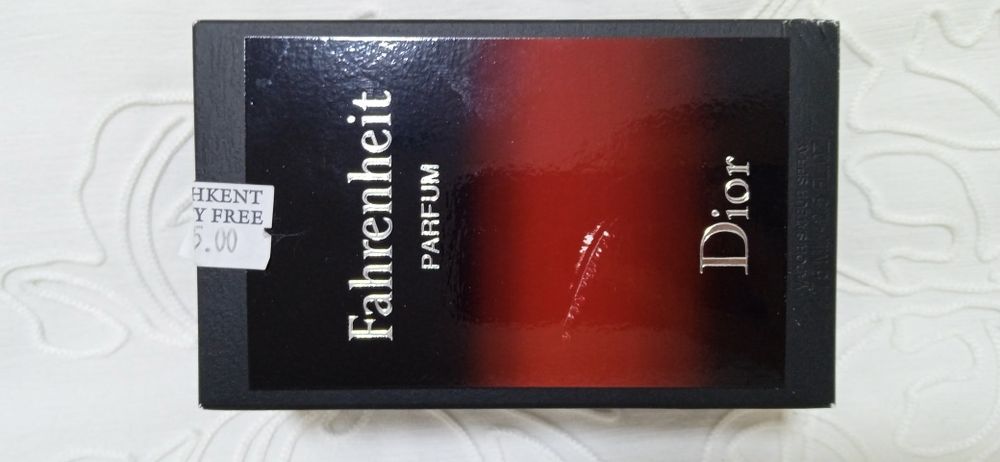 Fahrenheit
PARFUM
Dior
HKENT
Y FREE
5.00